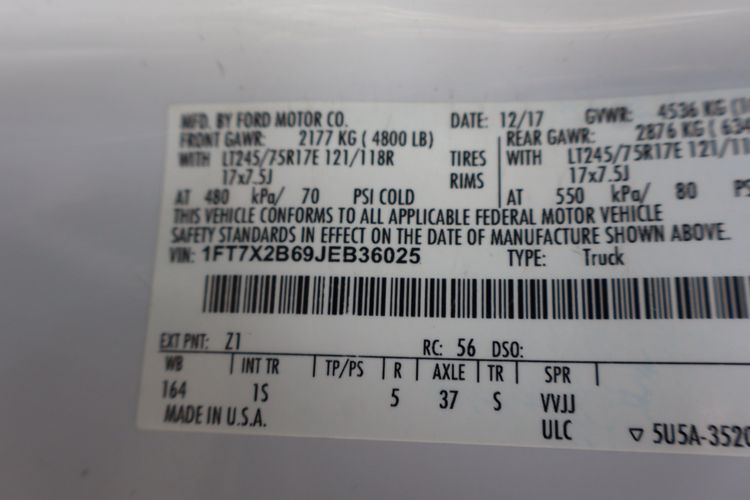 MFD. BY FORD MOTOR CO. DATE: 12/17 GVWR: 4536 KG
FRONT GAWR: 2177 KG ( 4800 LB) REAR GAWR: 2876 KG
WITH LT245/75R17E 121/118R TIRES WITH LT245/75R17E 121/118
17x7.5J RIMS 17x7.5J
AT 480 kPa/ 70 PSI COLD AT 550 kPa/ 80
THIS VEHICLE CONFORMS TO ALL APPLICABLE FEDERAL MOTOR VEHICLE
SAFETY STANDARDS IN EFFECT ON THE DATE OF MANUFACTURE SHOWN ABOVE.
VIN: 1FT7X2B69JEB36025 TYPE: Truck
EXT PNT: Z1 RC: 56 DSO:
WB INT TR TP/PS R AXLE TR SPR
164 1S 5 37 S VVJJ
MADE IN U.S.A. ULC ▽ 5U5A-3520